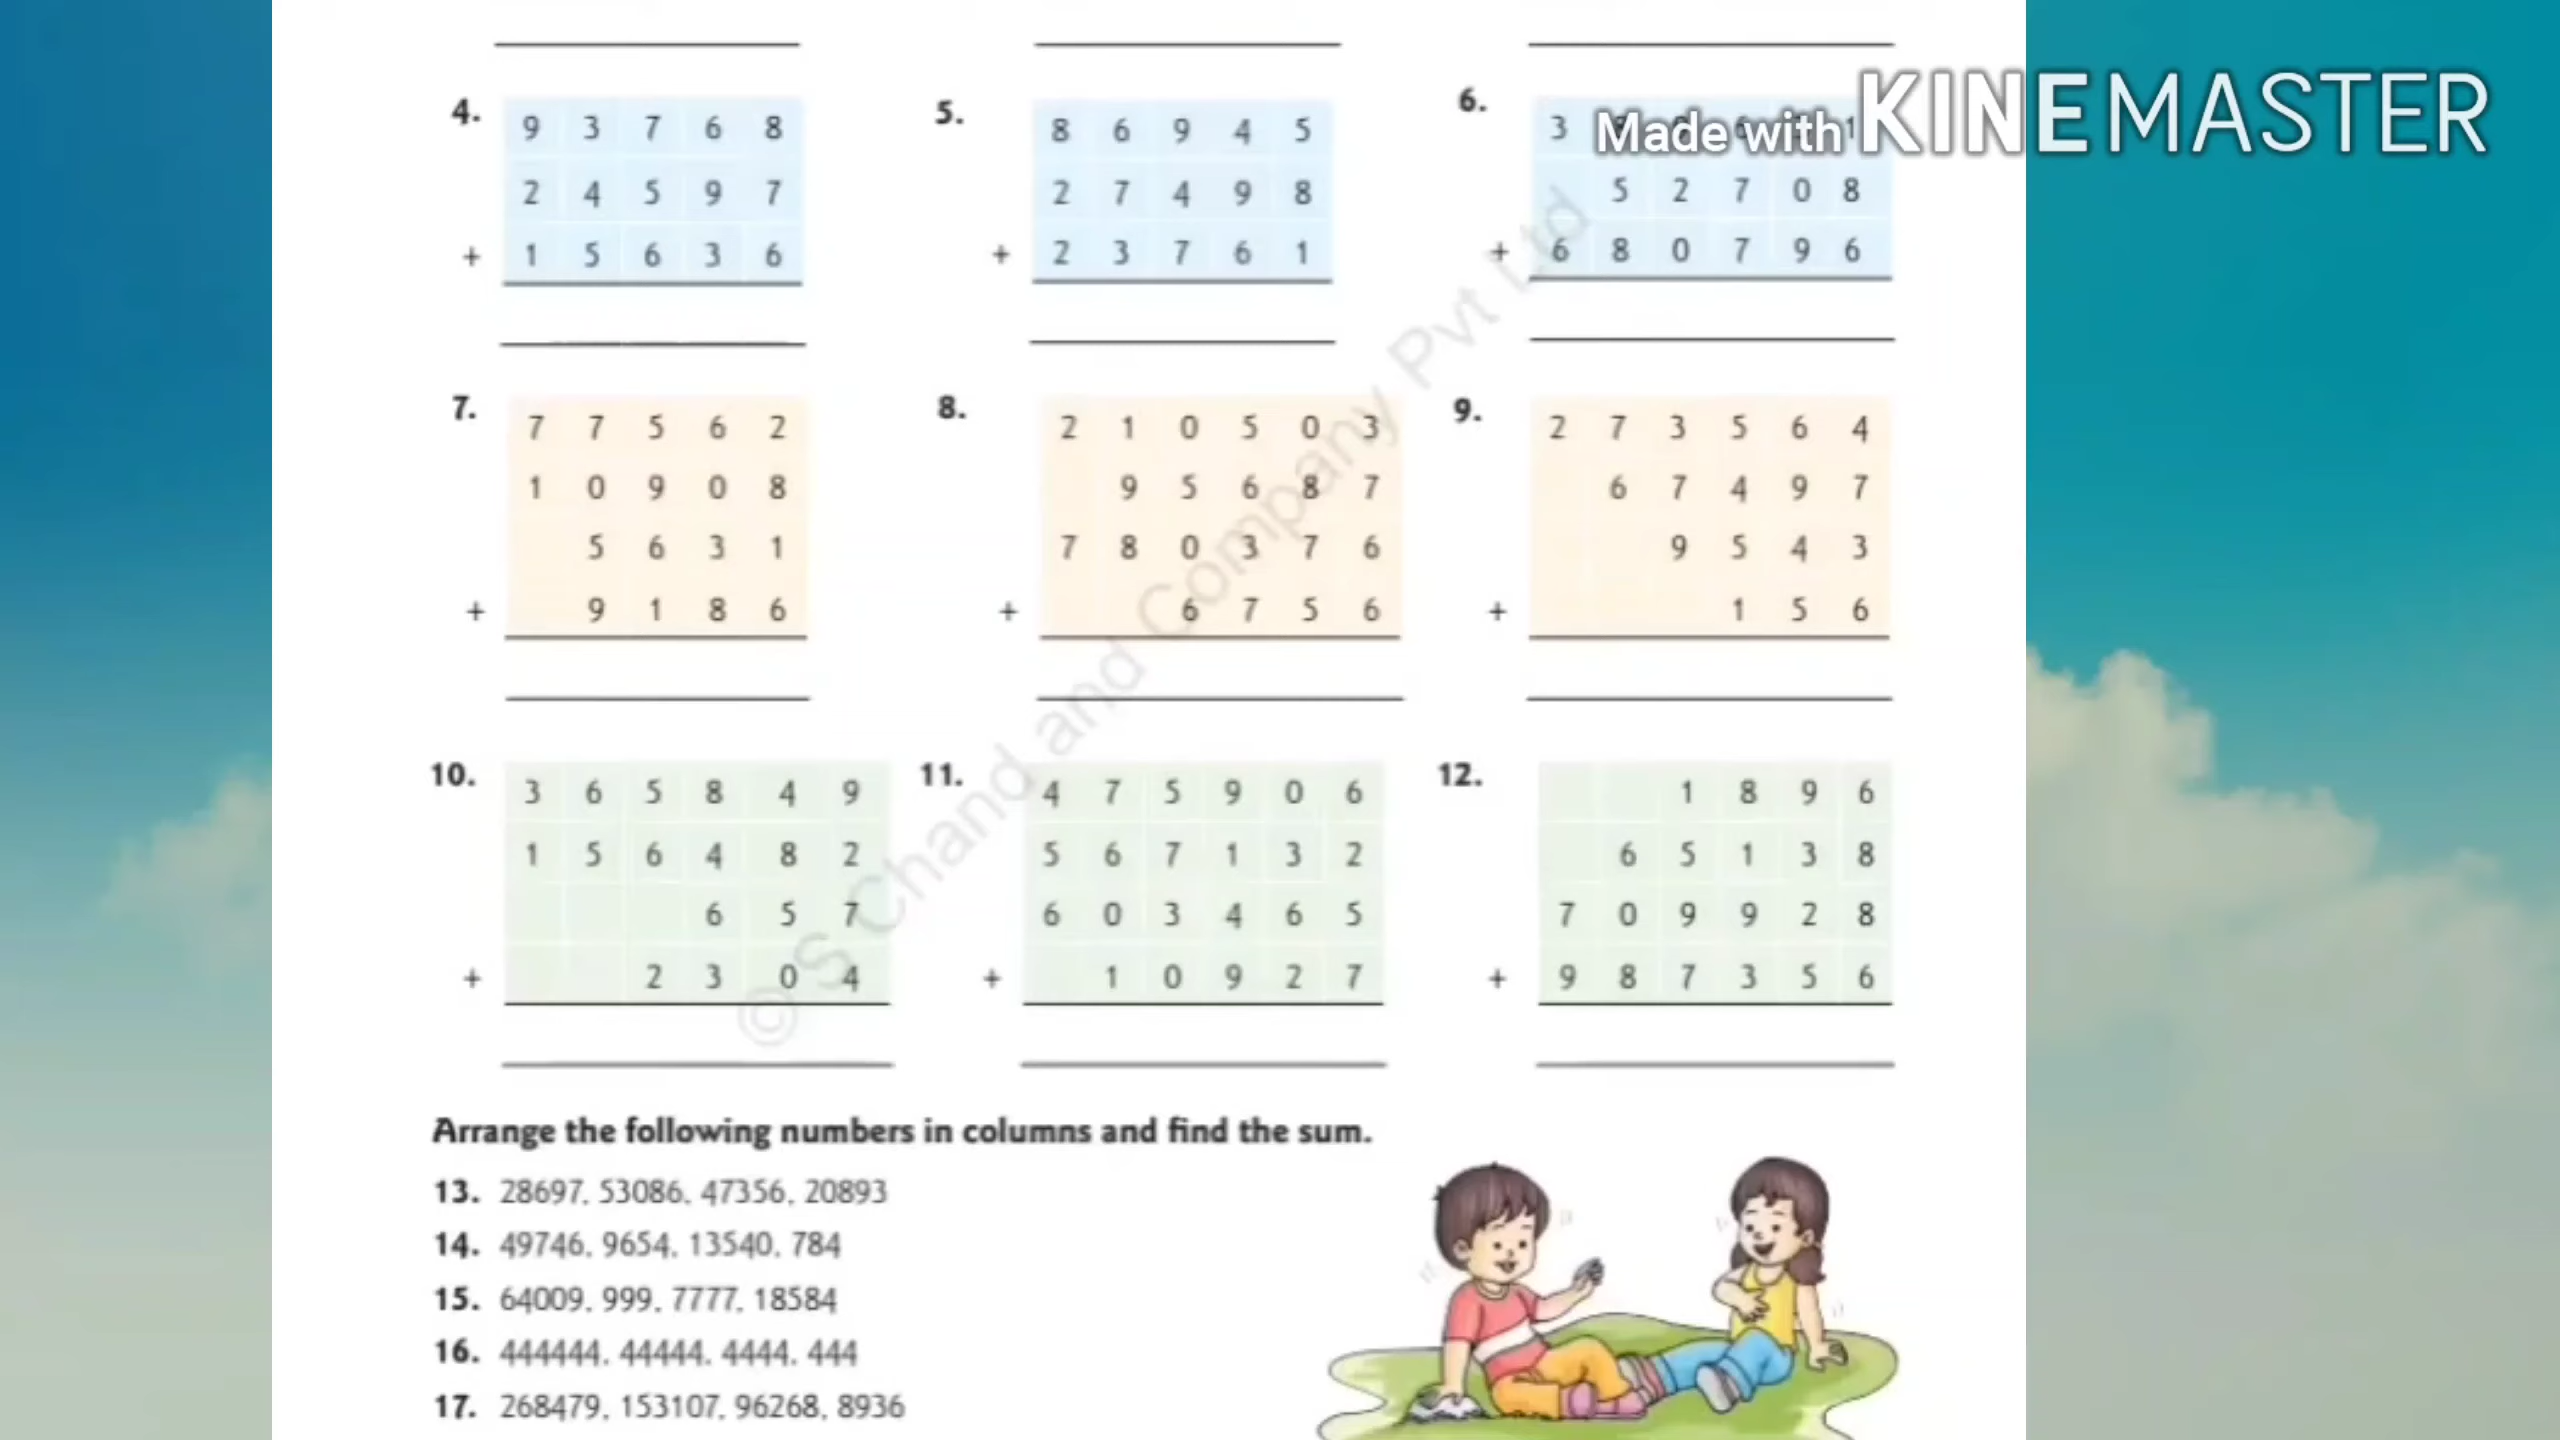 Made with KINEMASTER
4. 9 3 7 6 8
2 4 5 9 7
+ 1 5 6 3 6
5. 8 6 9 4 5
2 7 4 9 8
+ 2 3 7 6 1
6. 3
5 2 7 0 8
+ 6 8 0 7 9 6
7. 7 7 5 6 2
1 0 9 0 8
5 6 3 1
+ 9 1 8 6
8. 2 1 0 5 0 3
9 5 6 8 7
7 8 0 3 7 6
+ 6 7 5 6
9. 2 7 3 5 6 4
6 7 4 9 7
9 5 4 3
+ 1 5 6
10. 3 6 5 8 4 9
1 5 6 4 8 2
6 5 7
+ 2 3 0 4
11. 4 7 5 9 0 6
5 6 7 1 3 2
6 0 3 4 6 5
+ 1 0 9 2 7
12. 1 8 9 6
6 5 1 3 8
7 0 9 9 2 8
+ 9 8 7 3 5 6
© S Chand and Company Pvt Ltd
Arrange the following numbers in columns and find the sum.
13. 28697, 53086, 47356, 20893
14. 49746, 9654, 13540, 784
15. 64009, 999, 7777, 18584
16. 444444, 44444, 4444, 444
17. 268479, 153107, 96268, 8936